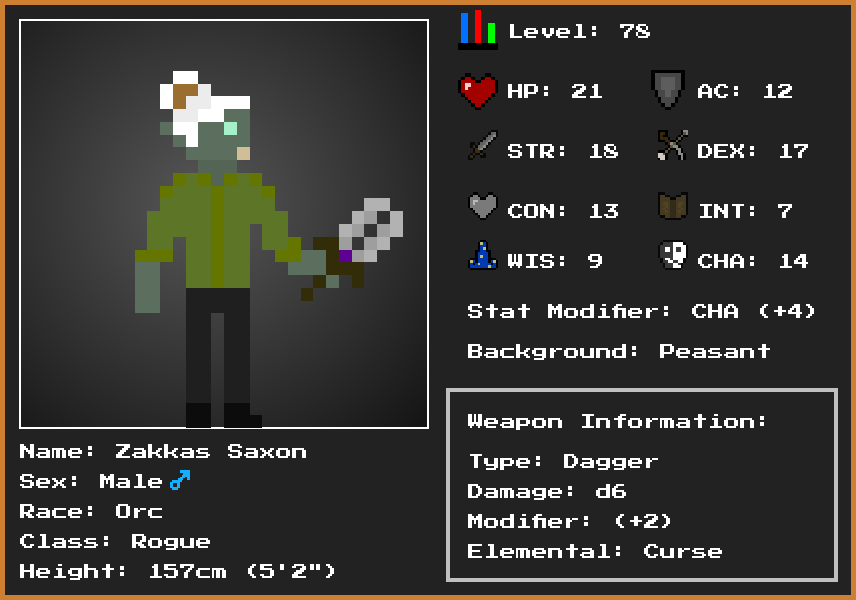 Level: 78
HP: 21
AC: 12
STR: 18
DEX: 17
CON: 13
INT: 7
WIS: 9
CHA: 14
Stat Modifier: CHA (+4)
Background: Peasant
Weapon Information:
Type: Dagger
Damage: d6
Modifier: (+2)
Elemental: Curse
Name: Zakkas Saxon
Sex: Male ♂
Race: Orc
Class: Rogue
Height: 157cm (5'2")